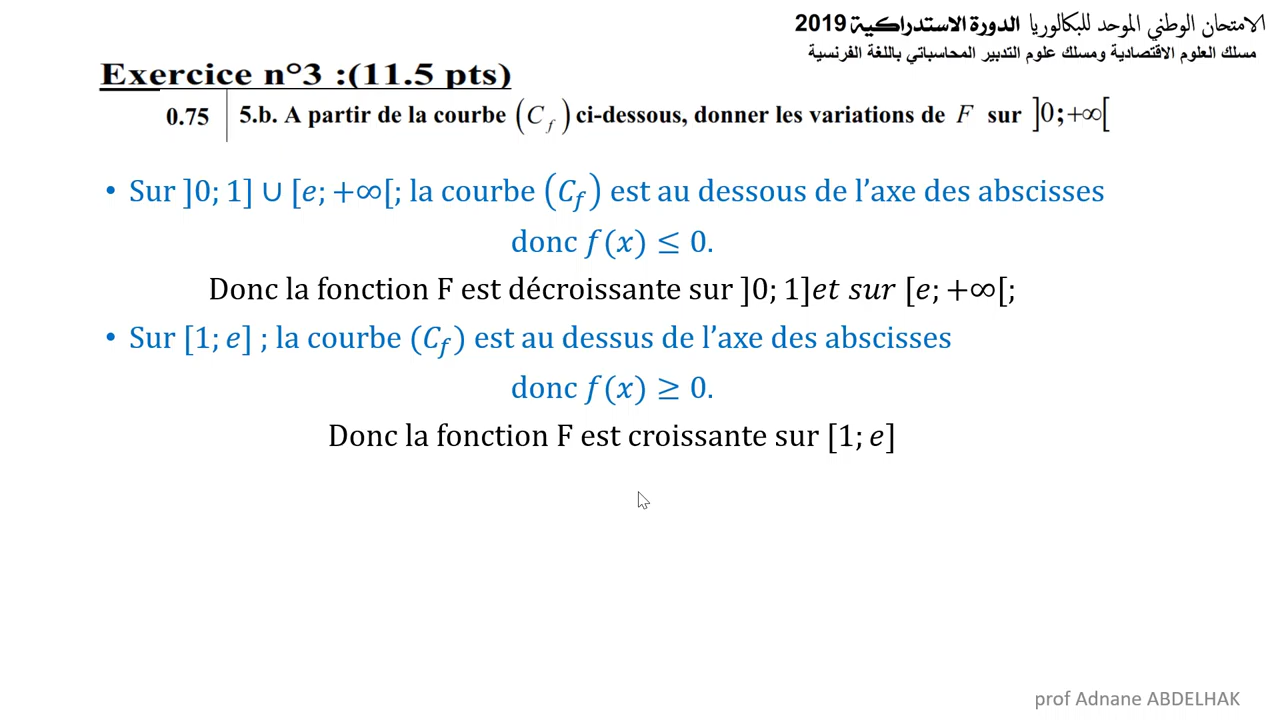 الامتحان الوطني الموحد للبكالوريا الدورة الاستدراكية 2019
مسلك العلوم الاقتصادية ومسلك علوم التدبير المحاسباتي باللغة الفرنسية
Exercice n°3 :(11.5 pts)
0.75 5.b. A partir de la courbe (C_f) ci-dessous, donner les variations de F sur ]0;+∞[
• Sur ]0; 1] ∪ [e; +∞[; la courbe (C_f) est au dessous de l’axe des abscisses
donc f(x) ≤ 0.
Donc la fonction F est décroissante sur ]0; 1]et sur [e; +∞[;
• Sur [1; e] ; la courbe (C_f) est au dessus de l’axe des abscisses
donc f(x) ≥ 0.
Donc la fonction F est croissante sur [1; e]
prof Adnane ABDELHAK